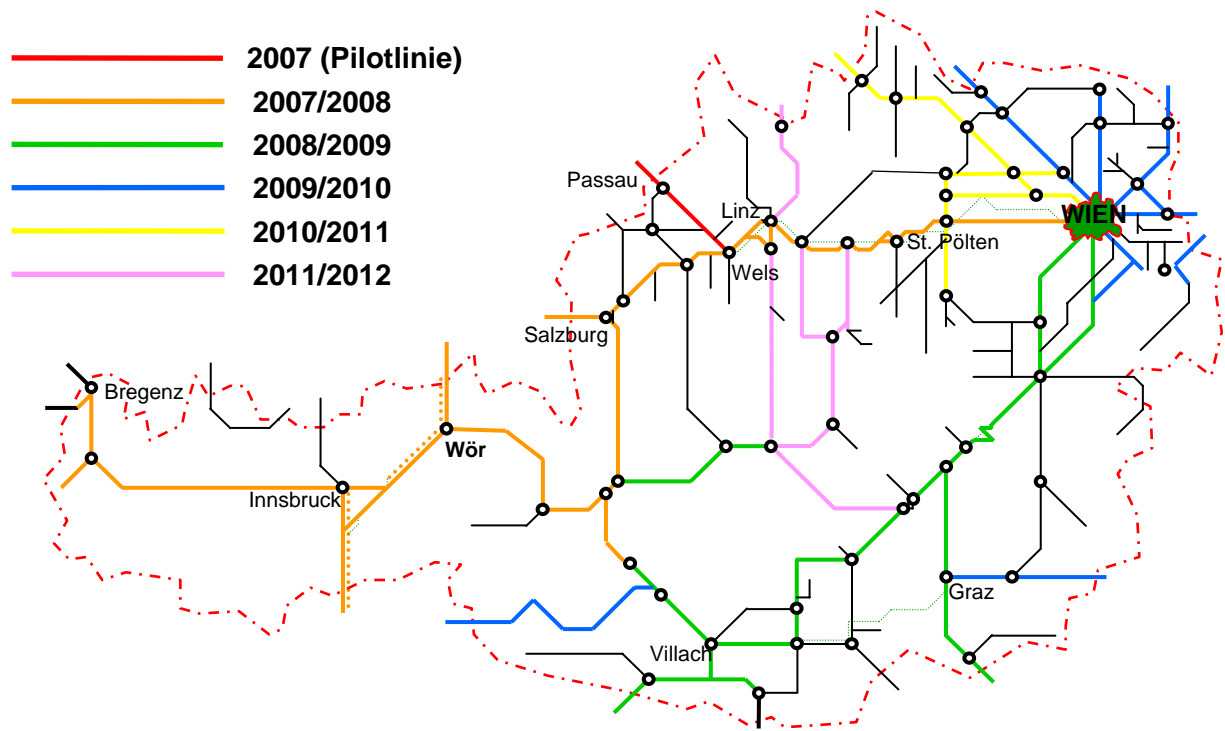 2007 (Pilotlinie)
2007/2008
2008/2009
2009/2010
2010/2011
2011/2012
Passau
Linz
WIEN
St. Pölten
Wels
Salzburg
Bregenz
Wör
Innsbruck
Graz
Villach